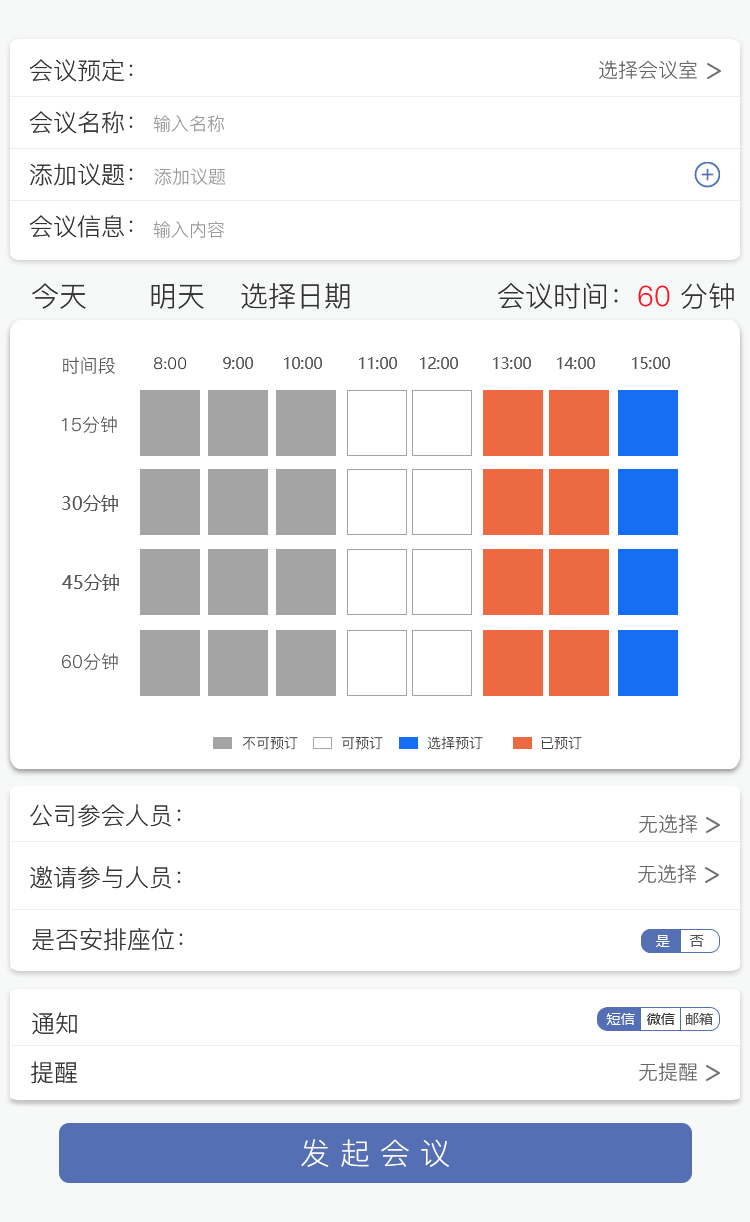 会议预定： 选择会议室 >
会议名称： 输入名称
添加议题： 添加议题
会议信息： 输入内容
今天 明天 选择日期 会议时间： 60 分钟
时间段 8:00 9:00 10:00 11:00 12:00 13:00 14:00 15:00
15分钟
30分钟
45分钟
60分钟
不可预订 可预订 选择预订 已预订
公司参会人员： 无选择 >
邀请参与人员： 无选择 >
是否安排座位： 是 否
通知 短信 微信 邮箱
提醒 无提醒 >
发起会议